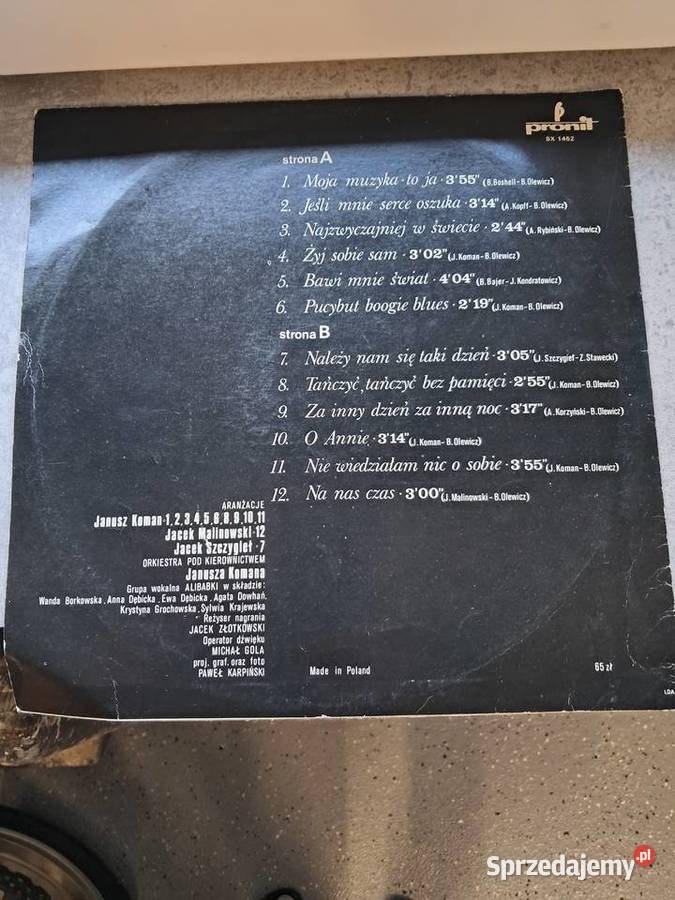 pronit
SX 1462
strona A
1. Moja muzyka - to ja · 3'55" (B. Boshell - B. Olewicz)
2. Jeśli mnie serce oszuka · 3'14" (A. Kopff - B. Olewicz)
3. Najzwyczajniej w świecie · 2'44" (A. Rybiński - B. Olewicz)
4. Żyj sobie sam · 3'02" (J. Koman - B. Olewicz)
5. Bawi mnie świat · 4'04" (B. Bajer - J. Kondratowicz)
6. Pucybut boogie blues · 2'19" (J. Koman - B. Olewicz)
strona B
7. Należy nam się taki dzień · 3'05" (J. Szczygieł - Z. Stawecki)
8. Tańczyć, tańczyć bez pamięci · 2'55" (J. Koman - B. Olewicz)
9. Za inny dzień za inną noc · 3'17" (A. Korzyński - B. Olewicz)
10. O Annie · 3'14" (J. Koman - B. Olewicz)
11. Nie wiedziałam nic o sobie · 3'55" (J. Koman - B. Olewicz)
12. Na nas czas · 3'00" (J. Malinowski - B. Olewicz)
ARANŻACJE
Janusz Koman - 1,2,3,4,5,6,8,9,10,11
Jacek Malinowski - 12
Jacek Szczygieł - 7
ORKIESTRA POD KIEROWNICTWEM
Janusza Komana
Grupa wokalna ALIBABKI w składzie:
Wanda Borkowska, Anna Dębicka, Ewa Dębicka, Agata Dowhań,
Krystyna Grochowska, Sylwia Krajewska
Reżyser nagrania
JACEK ZŁOTKOWSKI
Operator dźwięku
MICHAŁ GOLA
proj. graf. oraz foto
PAWEŁ KARPIŃSKI
Made in Poland
65 zł
LDA
Sprzedajemy.pl